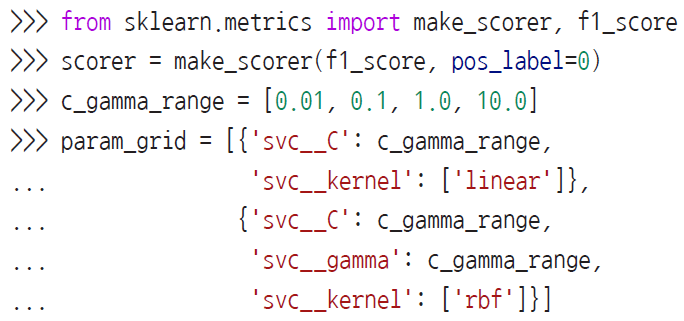 >>> from sklearn.metrics import make_scorer, f1_score
>>> scorer = make_scorer(f1_score, pos_label=0)
>>> c_gamma_range = [0.01, 0.1, 1.0, 10.0]
>>> param_grid = [{'svc__C': c_gamma_range,
...               'svc__kernel': ['linear']},
...              {'svc__C': c_gamma_range,
...               'svc__gamma': c_gamma_range,
...               'svc__kernel': ['rbf']}]